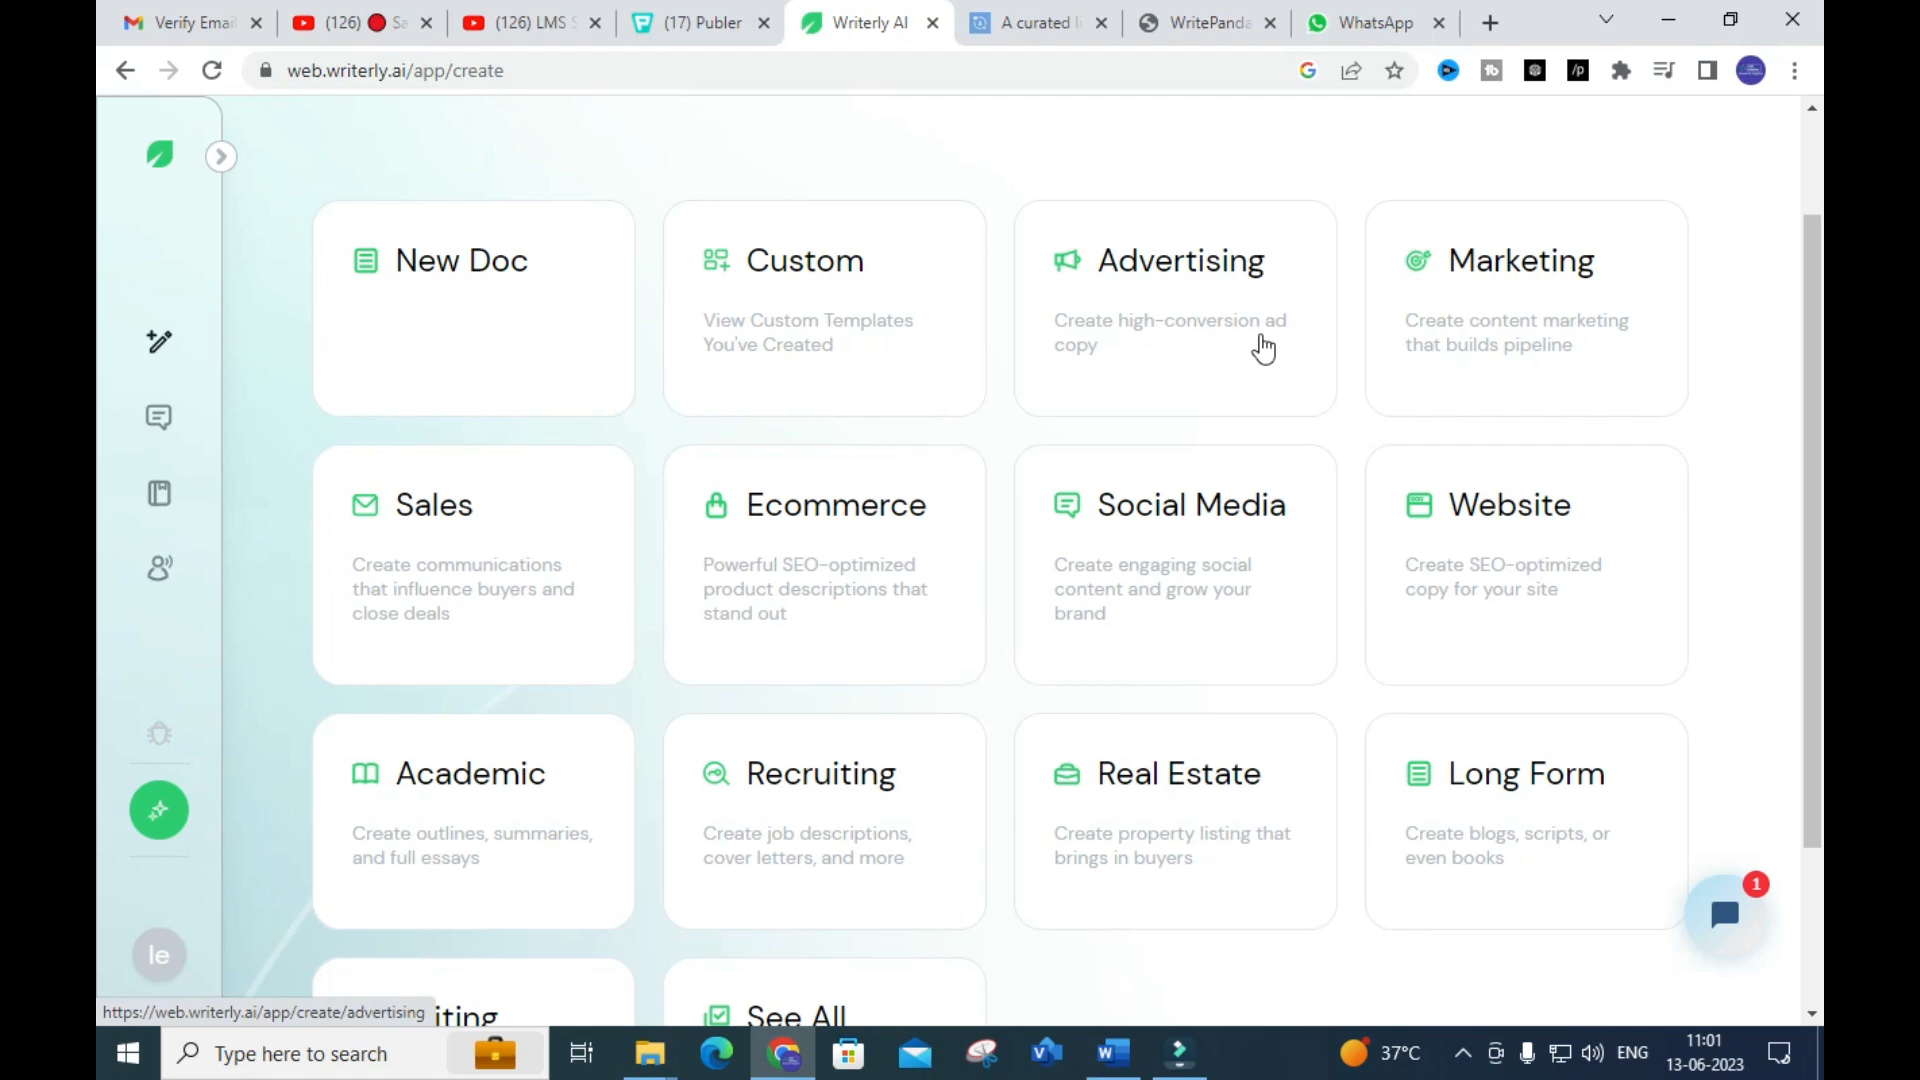 Verify Email
(126) Sa
(126) LMS S
(17) Publer
Writerly AI
A curated li
WritePanda
WhatsApp
web.writerly.ai/app/create
New Doc
Custom
View Custom Templates
You've Created
Advertising
Create high-conversion ad
copy
Marketing
Create content marketing
that builds pipeline
Sales
Create communications
that influence buyers and
close deals
Ecommerce
Powerful SEO-optimized
product descriptions that
stand out
Social Media
Create engaging social
content and grow your
brand
Website
Create SEO-optimized
copy for your site
Academic
Create outlines, summaries,
and full essays
Recruiting
Create job descriptions,
cover letters, and more
Real Estate
Create property listing that
brings in buyers
Long Form
Create blogs, scripts, or
even books
1
le
https://web.writerly.ai/app/create/advertising
iting
See All
Type here to search
37°C
ENG
11:01
13-06-2023